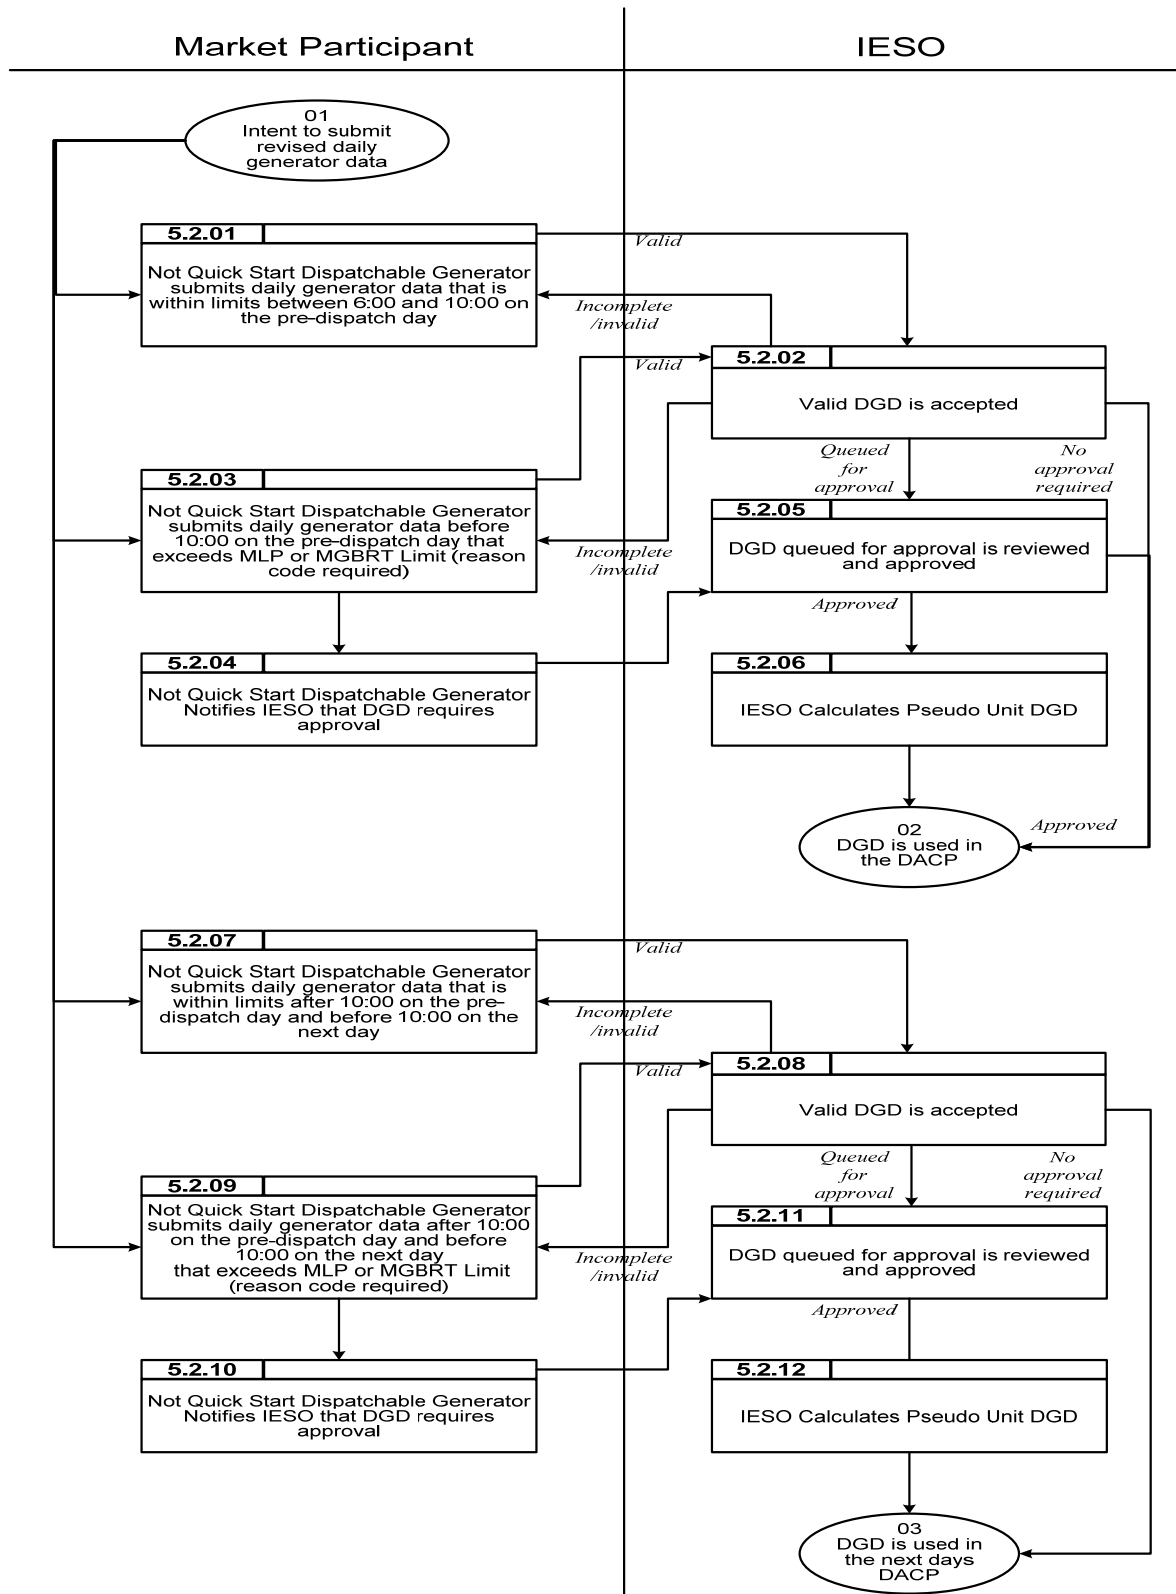 Market Participant
IESO
01
Intent to submit
revised daily
generator data
5.2.01
Not Quick Start Dispatchable Generator
submits daily generator data that is
within limits between 6:00 and 10:00 on
the pre-dispatch day
Valid
Incomplete
/invalid
5.2.02
Valid DGD is accepted
Valid
Queued
for
approval
No
approval
required
5.2.03
Not Quick Start Dispatchable Generator
submits daily generator data before
10:00 on the pre-dispatch day that
exceeds MLP or MGBRT Limit (reason
code required)
Incomplete
/invalid
5.2.05
DGD queued for approval is reviewed
and approved
Approved
5.2.04
Not Quick Start Dispatchable Generator
Notifies IESO that DGD requires
approval
5.2.06
IESO Calculates Pseudo Unit DGD
02
DGD is used in
the DACP
Approved
5.2.07
Not Quick Start Dispatchable Generator
submits daily generator data that is
within limits after 10:00 on the pre-
dispatch day and before 10:00 on the
next day
Valid
Incomplete
/invalid
5.2.08
Valid DGD is accepted
Valid
Queued
for
approval
No
approval
required
5.2.09
Not Quick Start Dispatchable Generator
submits daily generator data after 10:00
on the pre-dispatch day and before
10:00 on the next day
that exceeds MLP or MGBRT Limit
(reason code required)
Incomplete
/invalid
5.2.11
DGD queued for approval is reviewed
and approved
Approved
5.2.10
Not Quick Start Dispatchable Generator
Notifies IESO that DGD requires
approval
5.2.12
IESO Calculates Pseudo Unit DGD
03
DGD is used in
the next days
DACP